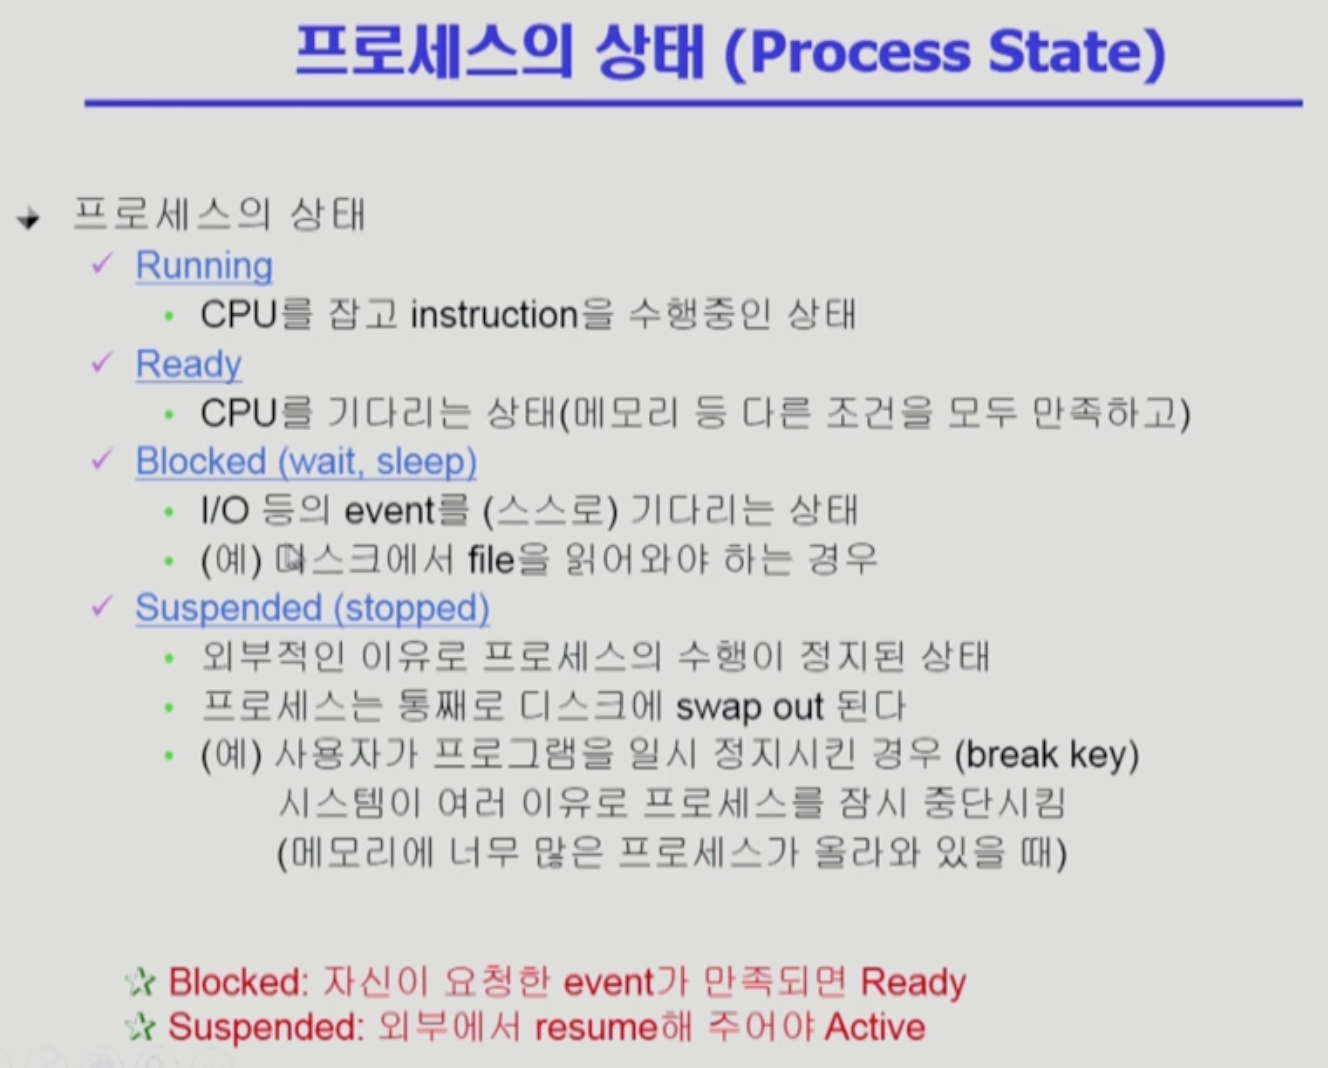 프로세스의 상태 (Process State)
프로세스의 상태
Running
CPU를 잡고 instruction을 수행중인 상태
Ready
CPU를 기다리는 상태(메모리 등 다른 조건을 모두 만족하고)
Blocked (wait, sleep)
I/O 등의 event를 (스스로) 기다리는 상태
(예) 디스크에서 file을 읽어와야 하는 경우
Suspended (stopped)
외부적인 이유로 프로세스의 수행이 정지된 상태
프로세스는 통째로 디스크에 swap out 된다
(예) 사용자가 프로그램을 일시 정지시킨 경우 (break key)
시스템이 여러 이유로 프로세스를 잠시 중단시킴
(메모리에 너무 많은 프로세스가 올라와 있을 때)
Blocked: 자신이 요청한 event가 만족되면 Ready
Suspended: 외부에서 resume해 주어야 Active